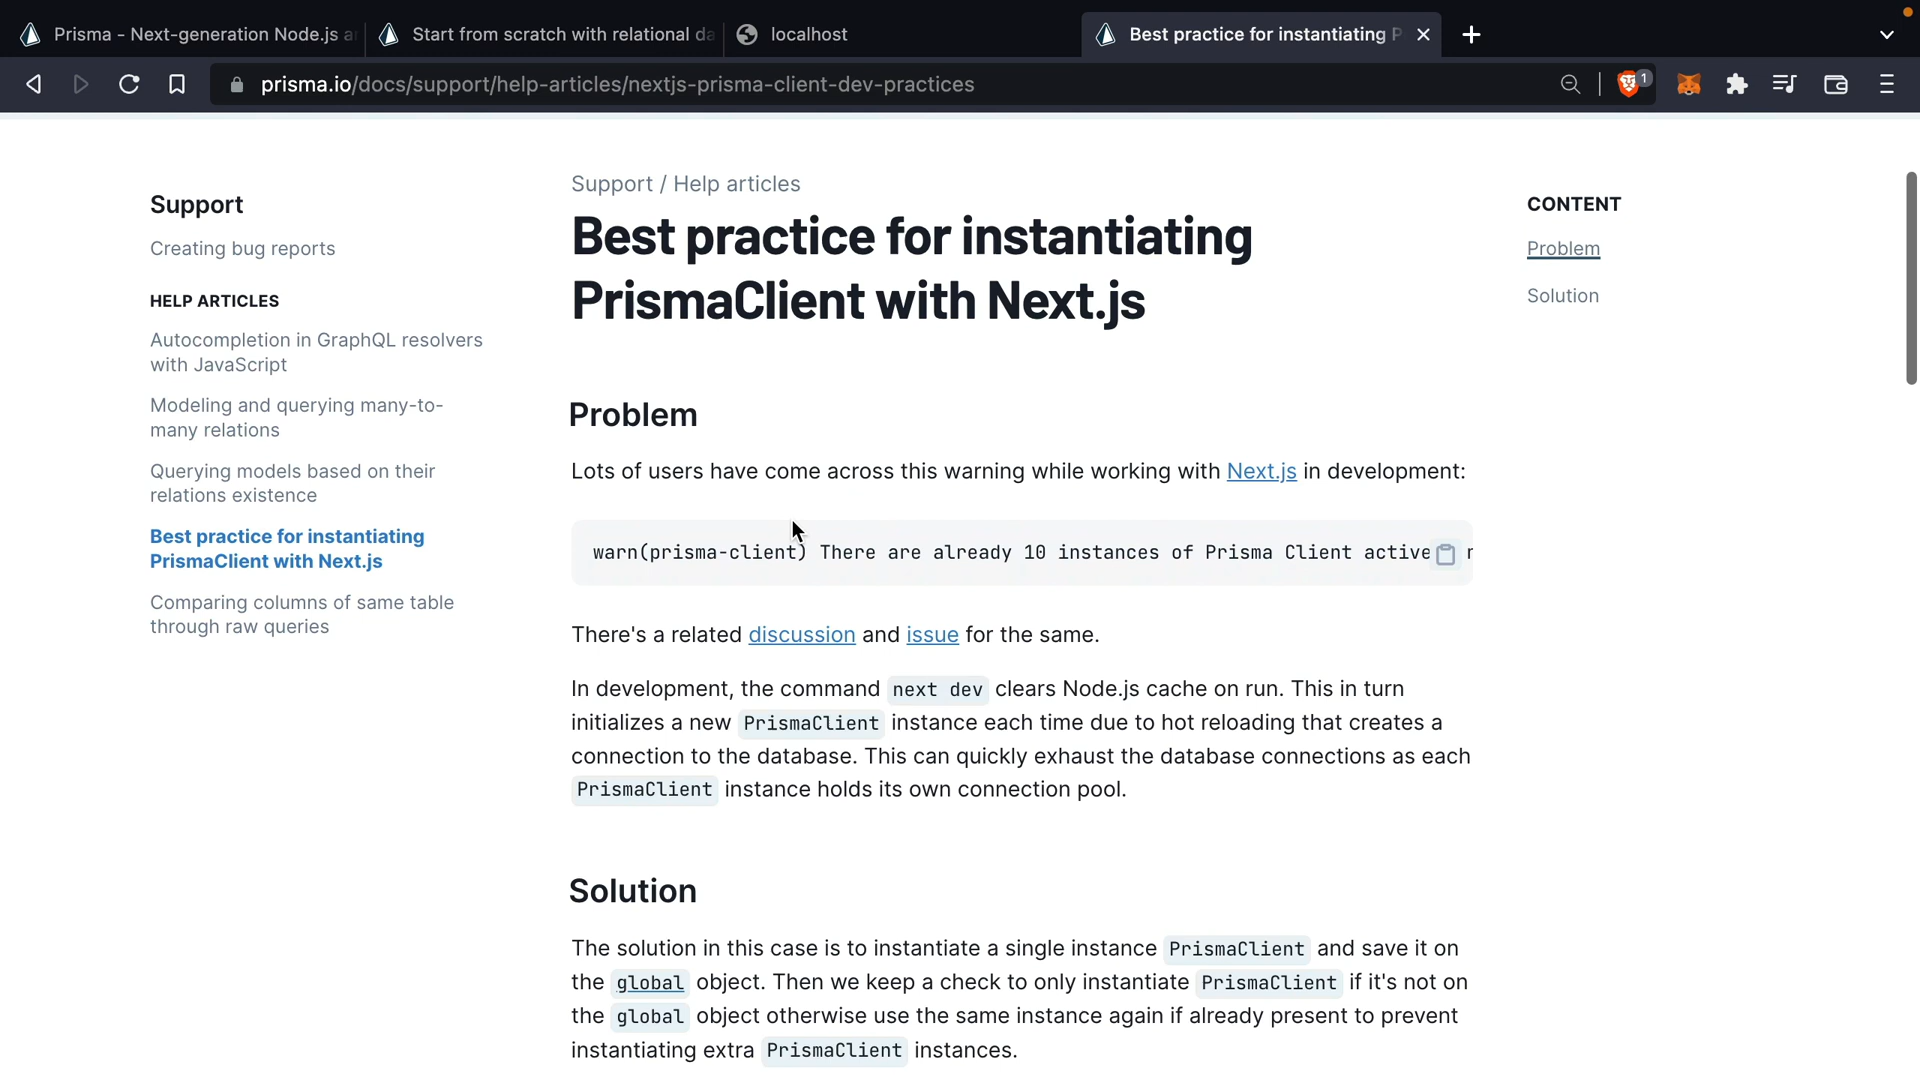 Prisma - Next-generation Node.js a
Start from scratch with relational da
localhost
Best practice for instantiating P
prisma.io/docs/support/help-articles/nextjs-prisma-client-dev-practices
1
Support
Creating bug reports
HELP ARTICLES
Autocompletion in GraphQL resolvers
with JavaScript
Modeling and querying many-to-
many relations
Querying models based on their
relations existence
Best practice for instantiating
PrismaClient with Next.js
Comparing columns of same table
through raw queries
Support / Help articles
Best practice for instantiating
PrismaClient with Next.js
Problem
Lots of users have come across this warning while working with Next.js in development:
warn(prisma-client) There are already 10 instances of Prisma Client active
There's a related discussion and issue for the same.
In development, the command next dev clears Node.js cache on run. This in turn
initializes a new PrismaClient instance each time due to hot reloading that creates a
connection to the database. This can quickly exhaust the database connections as each
PrismaClient instance holds its own connection pool.
Solution
The solution in this case is to instantiate a single instance PrismaClient and save it on
the global object. Then we keep a check to only instantiate PrismaClient if it's not on
the global object otherwise use the same instance again if already present to prevent
instantiating extra PrismaClient instances.
CONTENT
Problem
Solution